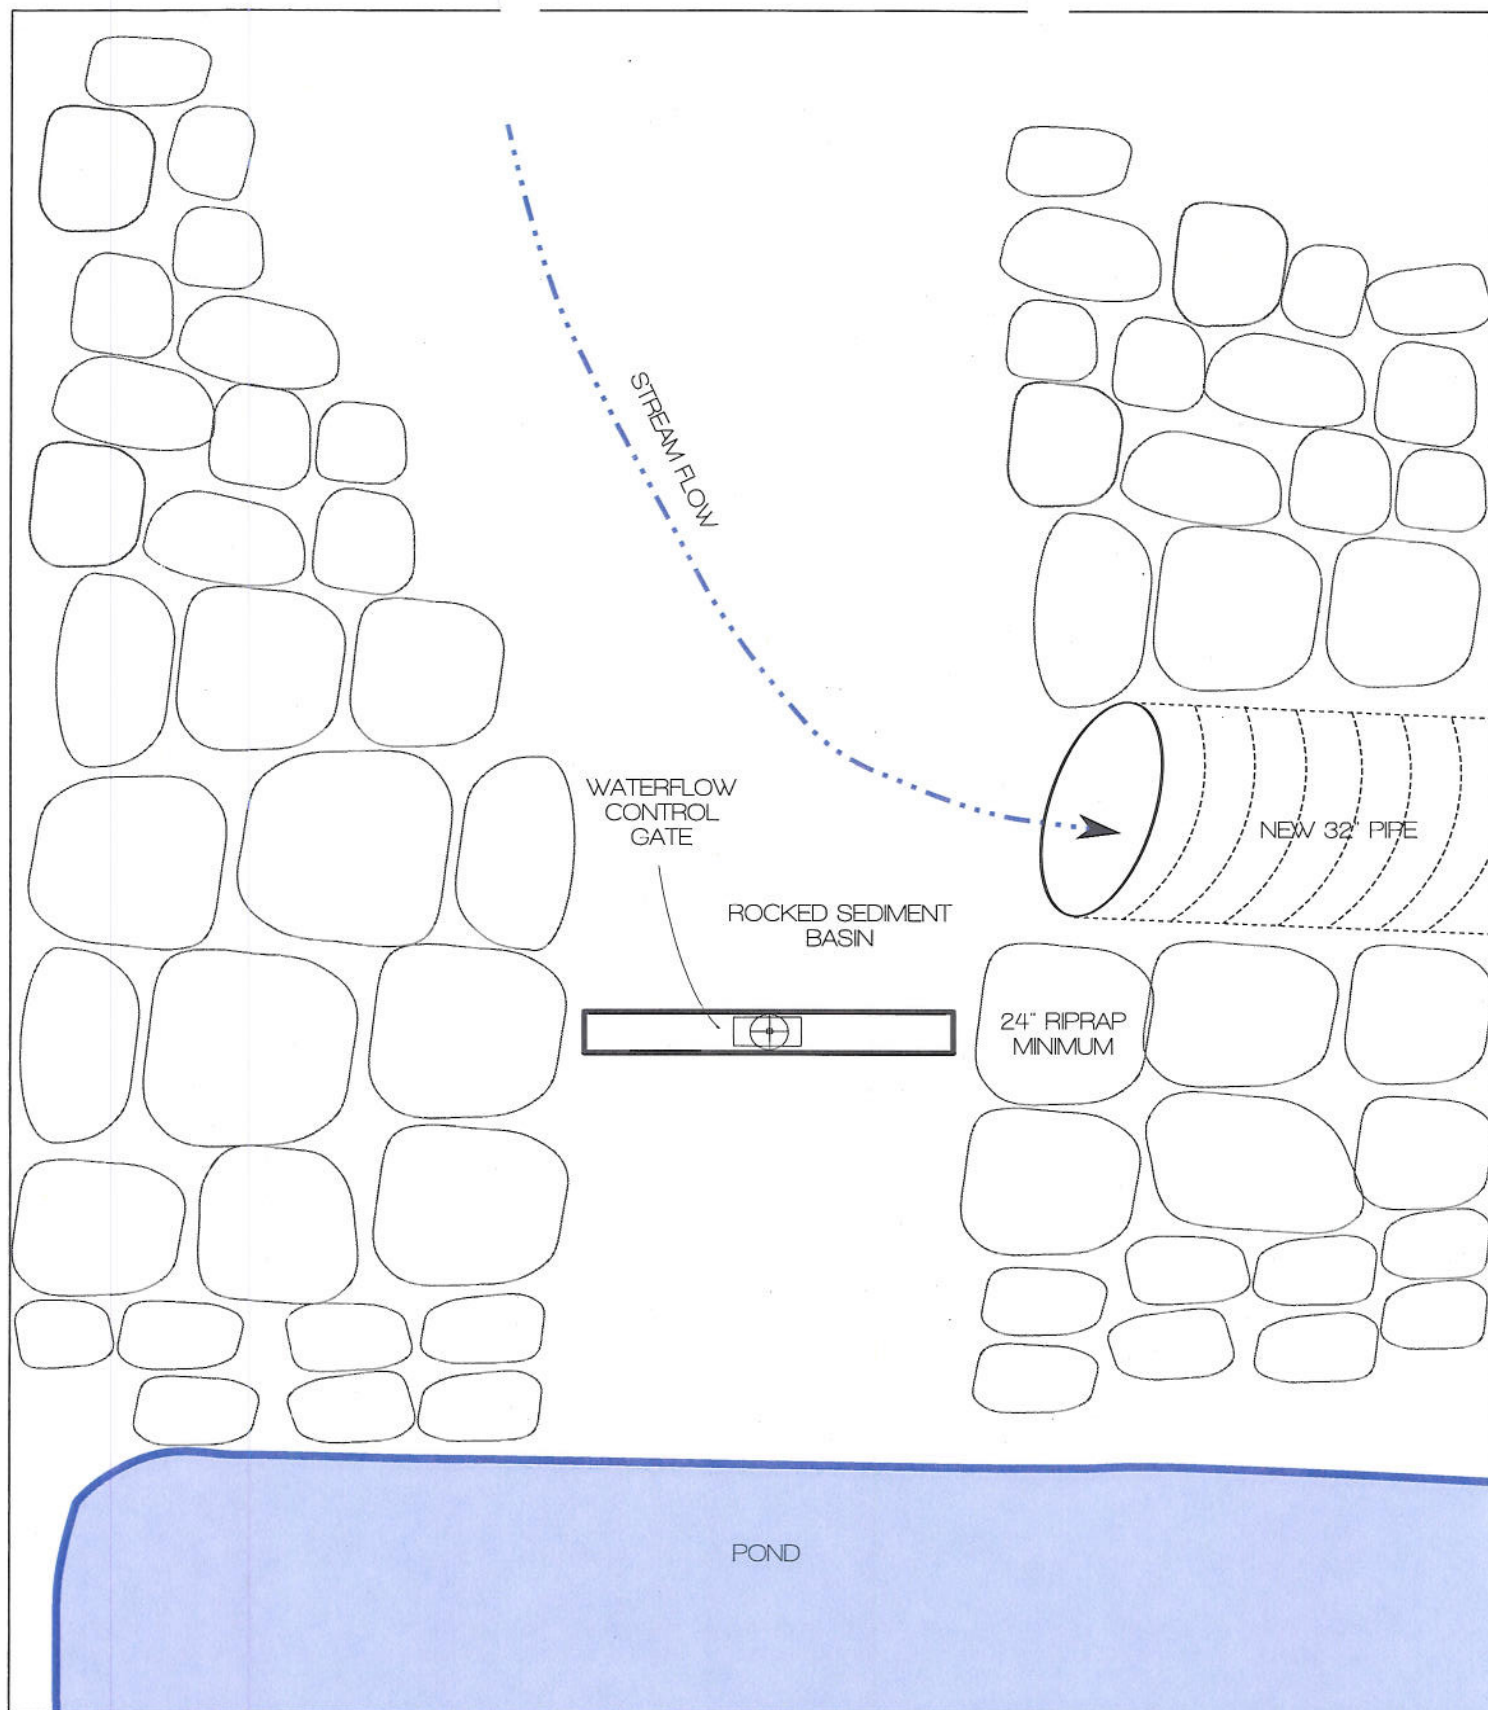 STREAM FLOW
WATERFLOW
CONTROL
GATE
NEW 32" PIPE
ROCKED SEDIMENT
BASIN
24" RIPRAP
MINIMUM
POND